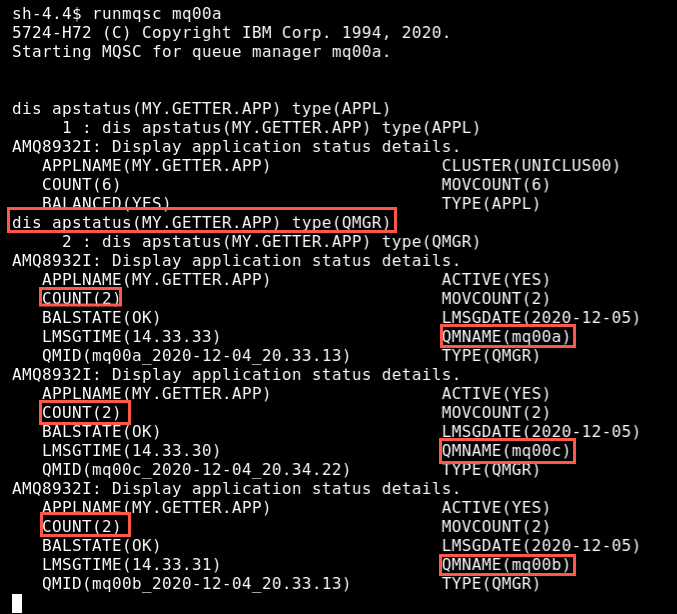 sh-4.4$ runmqsc mq00a
5724-H72 (C) Copyright IBM Corp. 1994, 2020.
Starting MQSC for queue manager mq00a.
dis apstatus(MY.GETTER.APP) type(APPL)
1 : dis apstatus(MY.GETTER.APP) type(APPL)
AMQ8932I: Display application status details.
APPLNAME(MY.GETTER.APP) CLUSTER(UNICLUS00)
COUNT(6) MOVCOUNT(6)
BALANCED(YES) TYPE(APPL)
dis apstatus(MY.GETTER.APP) type(QMGR)
2 : dis apstatus(MY.GETTER.APP) type(QMGR)
AMQ8932I: Display application status details.
APPLNAME(MY.GETTER.APP) ACTIVE(YES)
COUNT(2) MOVCOUNT(2)
BALSTATE(OK) LMSGDATE(2020-12-05)
LMSGTIME(14.33.33) QMNAME(mq00a)
QMID(mq00a_2020-12-04_20.33.13) TYPE(QMGR)
AMQ8932I: Display application status details.
APPLNAME(MY.GETTER.APP) ACTIVE(YES)
COUNT(2) MOVCOUNT(2)
BALSTATE(OK) LMSGDATE(2020-12-05)
LMSGTIME(14.33.30) QMNAME(mq00c)
QMID(mq00c_2020-12-04_20.34.22) TYPE(QMGR)
AMQ8932I: Display application status details.
APPLNAME(MY.GETTER.APP) ACTIVE(YES)
COUNT(2) MOVCOUNT(2)
BALSTATE(OK) LMSGDATE(2020-12-05)
LMSGTIME(14.33.31) QMNAME(mq00b)
QMID(mq00b_2020-12-04_20.33.13) TYPE(QMGR)